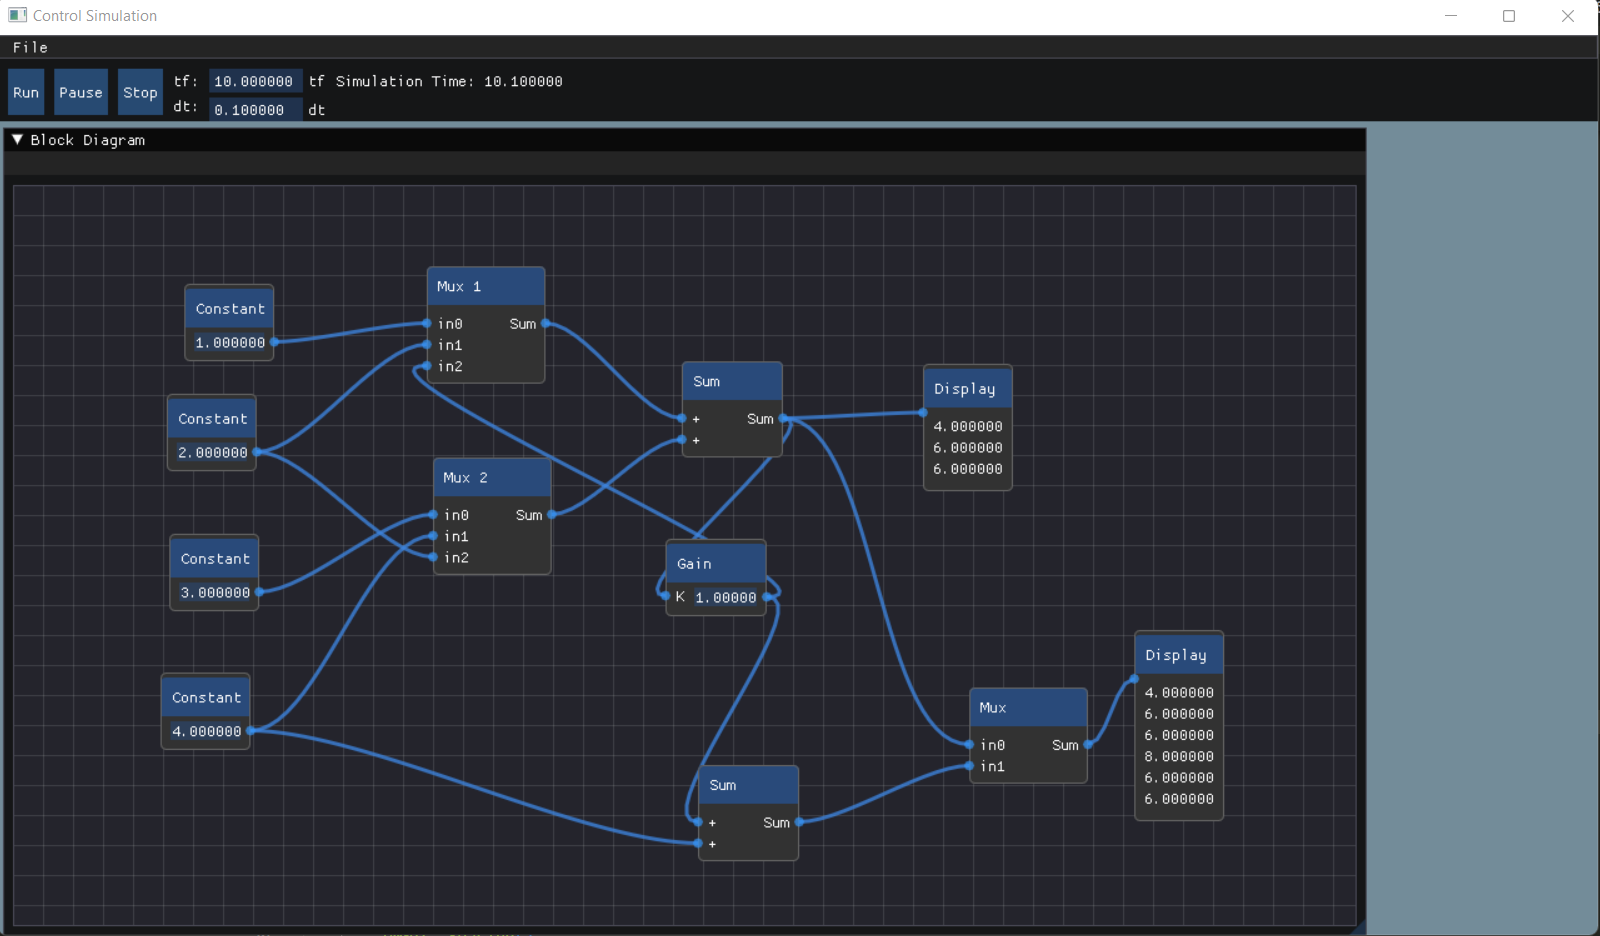 Control Simulation
File
Run Pause Stop
tf: 10.000000 tf Simulation Time: 10.100000
dt: 0.100000 dt
Block Diagram
Constant
1.000000
Mux 1
in0 Sum
in1
in2
Constant
2.000000
Sum
+ Sum
+
Display
4.000000
6.000000
6.000000
Mux 2
in0 Sum
in1
in2
Constant
3.000000
Gain
K 1.00000
Constant
4.000000
Mux
in0 Sum
in1
Display
4.000000
6.000000
6.000000
8.000000
6.000000
6.000000
Sum
+ Sum
+